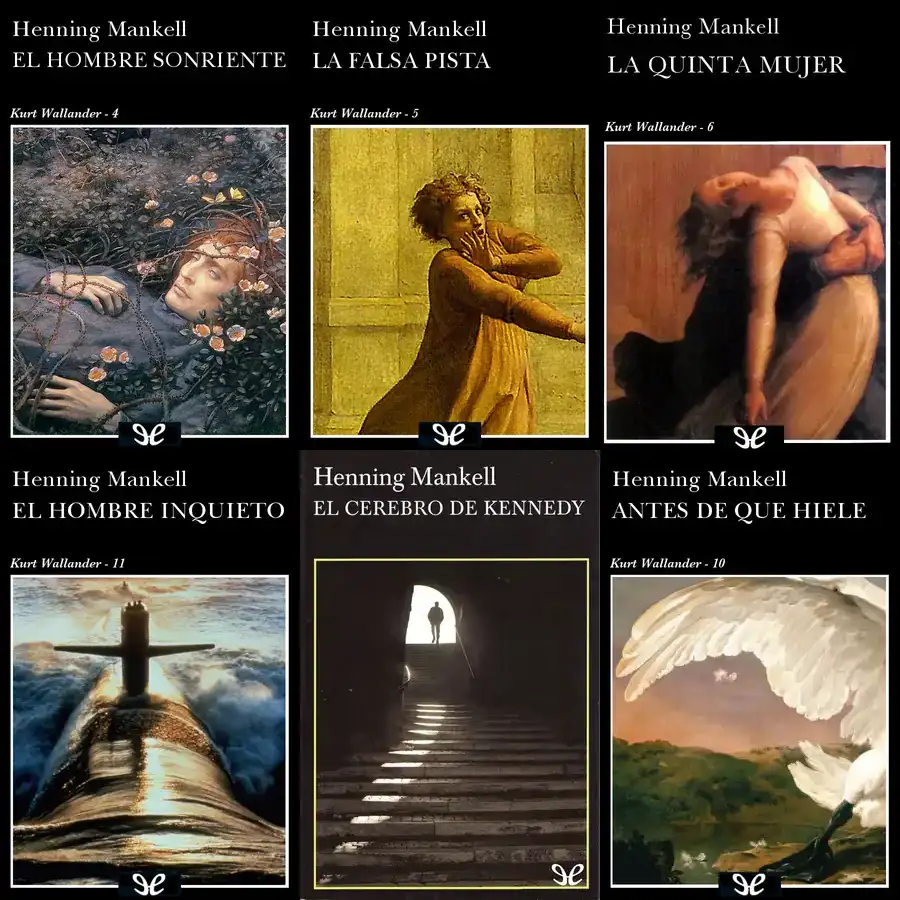 Henning Mankell
EL HOMBRE SONRIENTE
Kurt Wallander - 4
Henning Mankell
LA FALSA PISTA
Kurt Wallander - 5
Henning Mankell
LA QUINTA MUJER
Kurt Wallander - 6
Henning Mankell
EL HOMBRE INQUIETO
Kurt Wallander - 11
Henning Mankell
EL CEREBRO DE KENNEDY
Henning Mankell
ANTES DE QUE HIELE
Kurt Wallander - 10